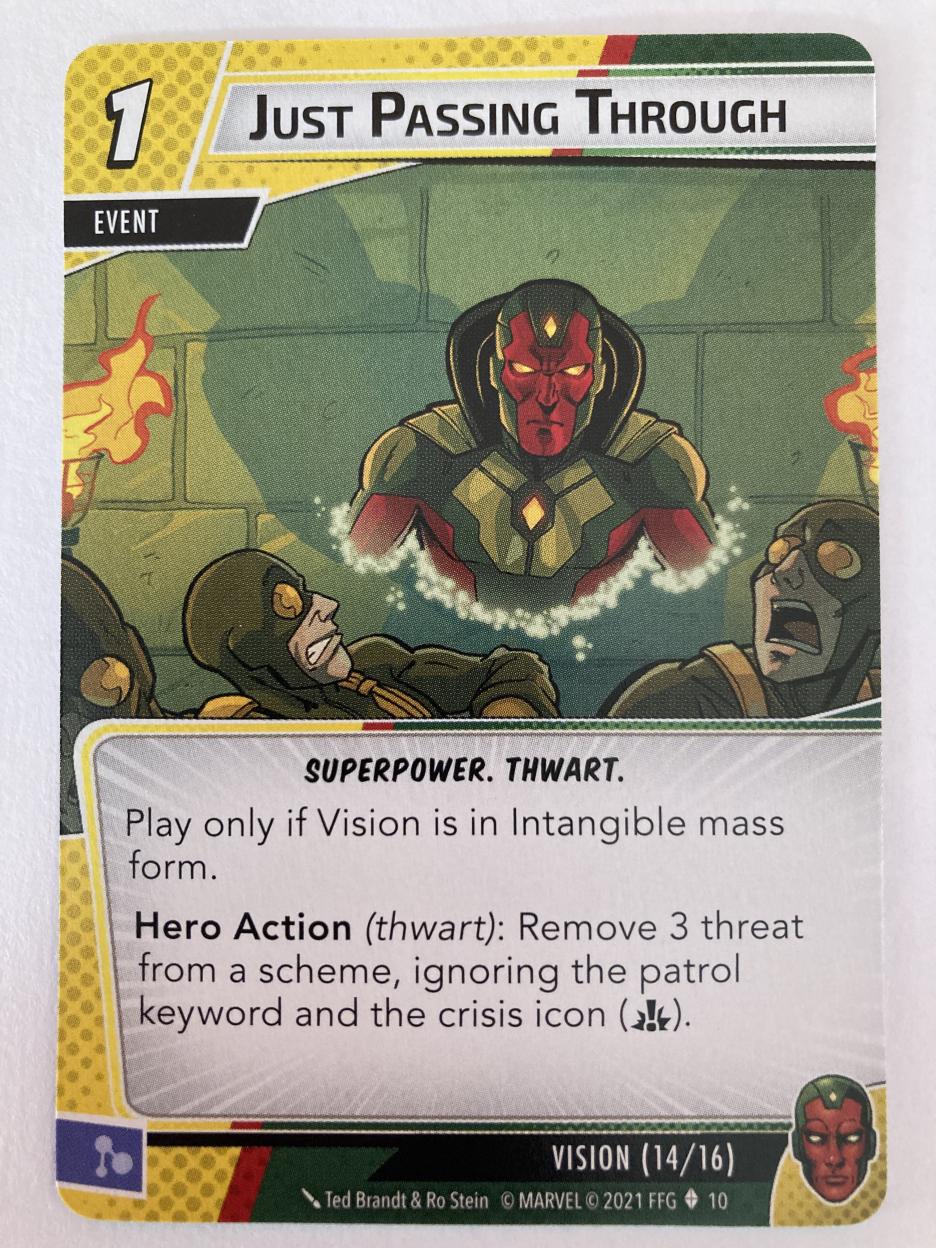 1
JUST PASSING THROUGH
EVENT
SUPERPOWER. THWART.
Play only if Vision is in Intangible mass
form.
Hero Action (thwart): Remove 3 threat
from a scheme, ignoring the patrol
keyword and the crisis icon ( ).
VISION (14/16)
Ted Brandt & Ro Stein © MARVEL © 2021 FFG 10